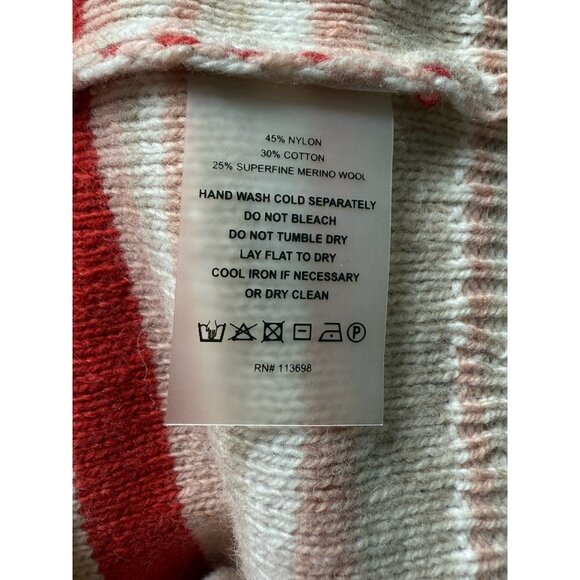 45% NYLON
30% COTTON
25% SUPERFINE MERINO WOOL
HAND WASH COLD SEPARATELY
DO NOT BLEACH
DO NOT TUMBLE DRY
LAY FLAT TO DRY
COOL IRON IF NECESSARY
OR DRY CLEAN
P
RN# 113698